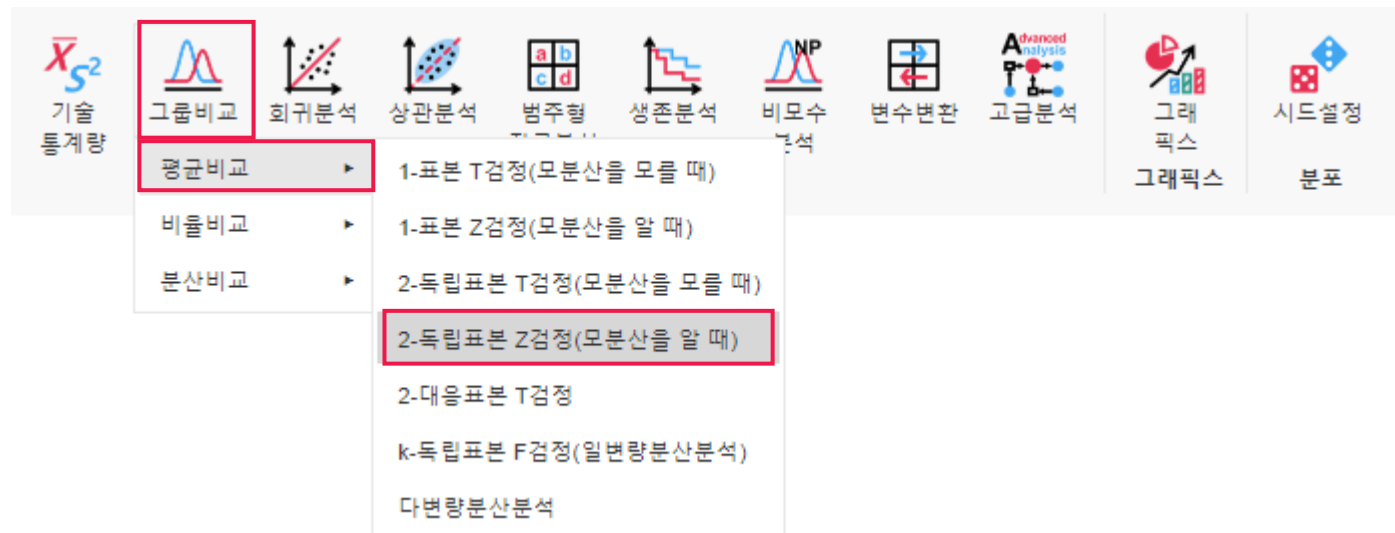 X̅ S²
NP
Advanced
Analysis
a b
c d
기술
통계량
그룹비교
회귀분석
상관분석
범주형
생존분석
비모수
분석
변수변환
고급분석
그래
픽스
시드설정
그래픽스
분포
평균비교
비율비교
분산비교
1-표본 T검정(모분산을 모를 때)
1-표본 Z검정(모분산을 알 때)
2-독립표본 T검정(모분산을 모를 때)
2-독립표본 Z검정(모분산을 알 때)
2-대응표본 T검정
k-독립표본 F검정(일변량분산분석)
다변량분산분석